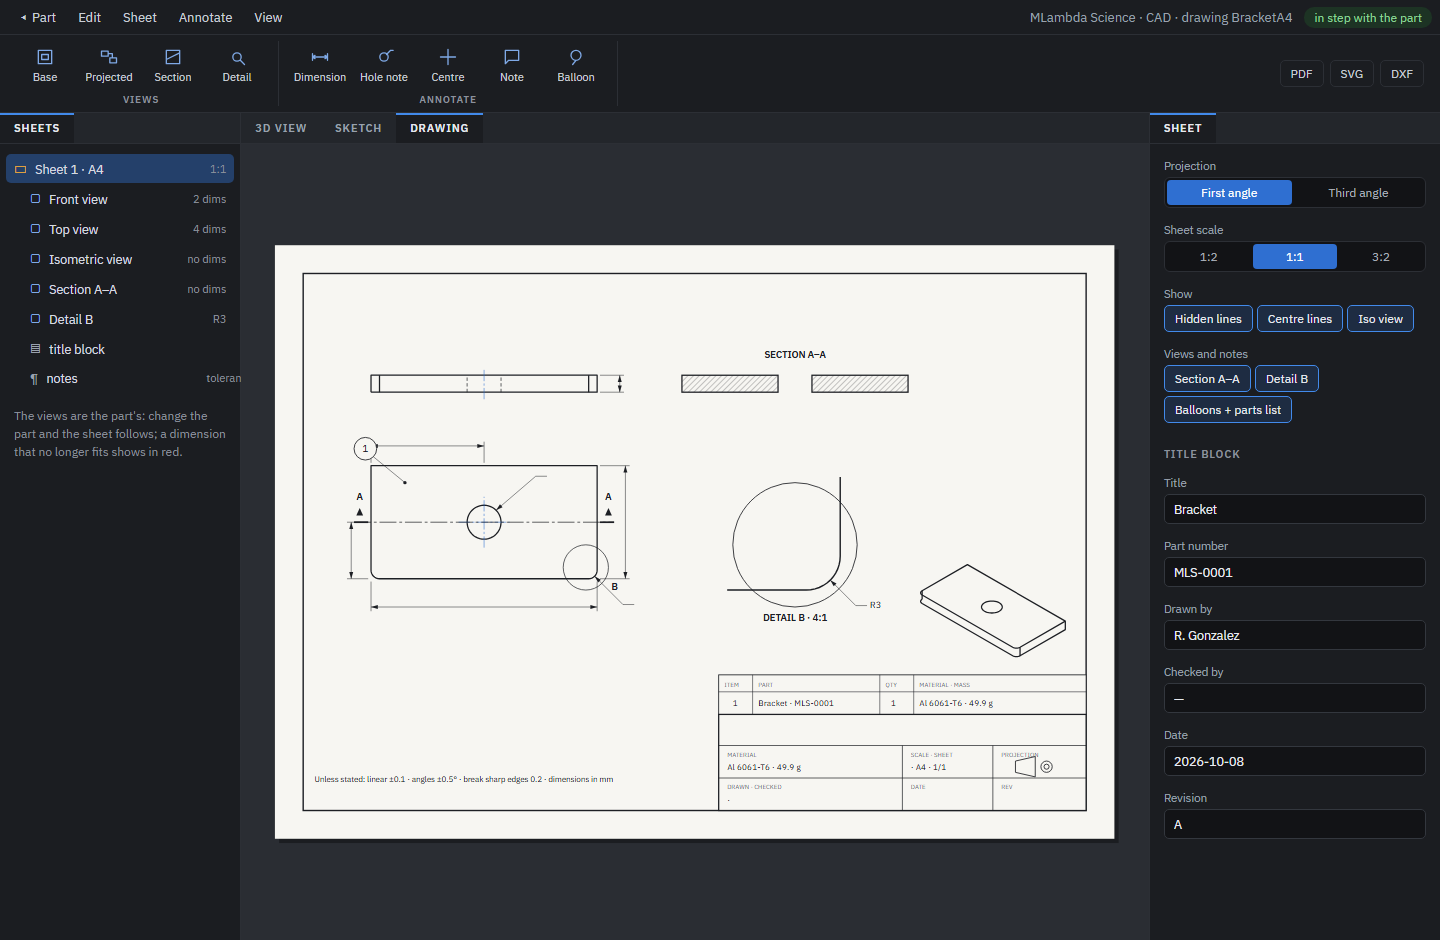 Part Edit Sheet Annotate View
MLambda Science · CAD · drawing BracketA4 in step with the part
Base Projected Section Detail
VIEWS
Dimension Hole note Centre Note Balloon
ANNOTATE
PDF SVG DXF
SHEETS
3D VIEW SKETCH DRAWING
SHEET
Sheet 1 · A4 1:1
Front view 2 dims
Top view 4 dims
Isometric view no dims
Section A–A no dims
Detail B R3
title block
¶ notes toleran
The views are the part's: change the
part and the sheet follows; a dimension
that no longer fits shows in red.
SECTION A–A
1
A A
B
R3
DETAIL B · 4:1
ITEM PART QTY MATERIAL · MASS
1 Bracket · MLS-0001 1 Al 6061-T6 · 49.9 g
MATERIAL SCALE · SHEET PROJECTION
Al 6061-T6 · 49.9 g · A4 · 1/1
DRAWN · CHECKED DATE REV
·
Unless stated: linear ±0.1 · angles ±0.5° · break sharp edges 0.2 · dimensions in mm
Projection
First angle Third angle
Sheet scale
1:2 1:1 3:2
Show
Hidden lines Centre lines Iso view
Views and notes
Section A–A Detail B
Balloons + parts list
TITLE BLOCK
Title
Bracket
Part number
MLS-0001
Drawn by
R. Gonzalez
Checked by
—
Date
2026-10-08
Revision
A